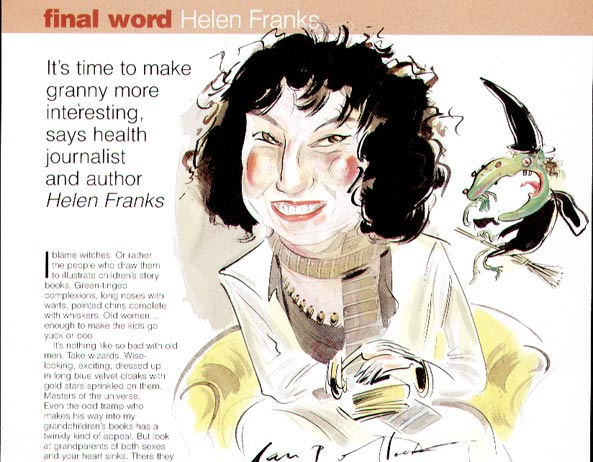 final word Helen Franks
It's time to make
granny more
interesting,
says health
journalist
and author
Helen Franks
I blame witches. Or rather
the people who draw them
to illustrate children's story
books. Green-tinged
complexions, long noses with
warts, pointed chins complete
with whiskers. Old women...
enough to make the kids go
yuck or boo.
It's nothing like so bad with old
men. Take wizards. Wise-
looking, exciting, dressed up
in long blue velvet cloaks with
gold stars sprinkled on them.
Masters of the universe.
Even the odd tramp who
makes his way into my
grandchildren's books has a
twinkly kind of appeal. But look
at grandparents of both sexes
and your heart sinks. There they